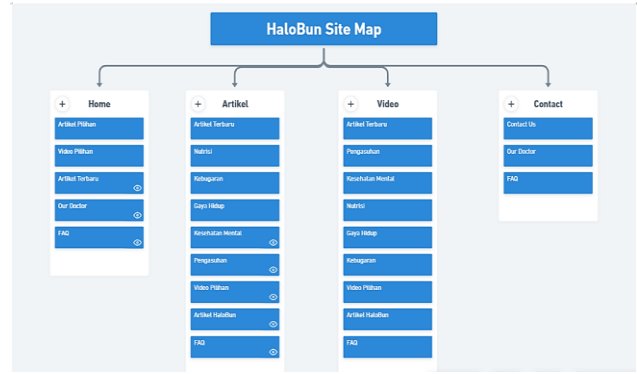 HaloBun Site Map
+ Home
Artikel Pilihan
Video Pilihan
Artikel Terbaru
Our Doctor
FAQ
+ Artikel
Artikel Terbaru
Nutrisi
Kebugaran
Gaya Hidup
Kesehatan Mental
Pengasuhan
Video Pilihan
Artikel HaloBun
FAQ
+ Video
Artikel Terbaru
Pengasuhan
Kesehatan Mental
Nutrisi
Gaya Hidup
Kebugaran
Video Pilihan
Artikel HaloBun
FAQ
+ Contact
Contact Us
Our Doctor
FAQ